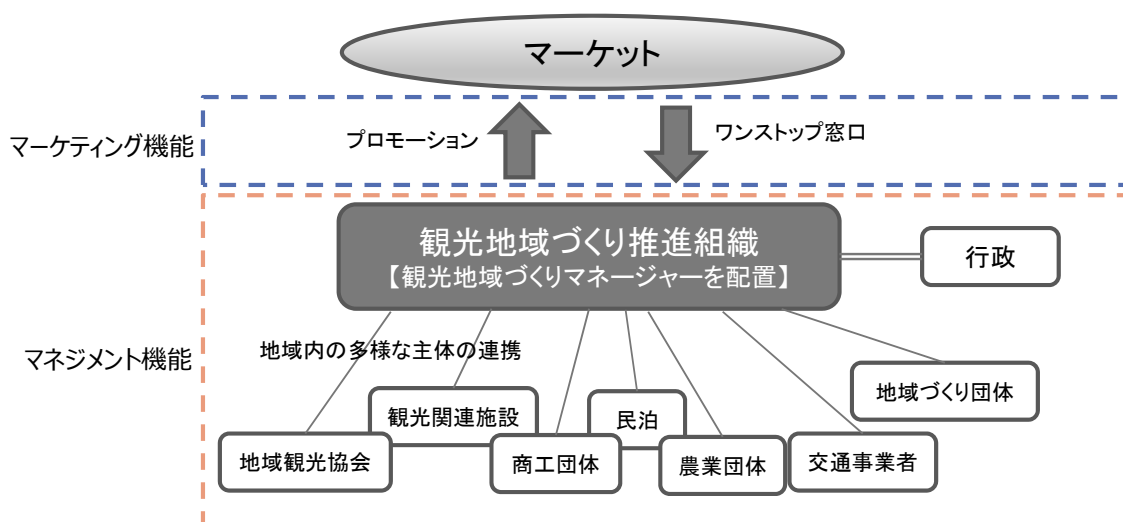 マーケット
マーケティング機能
プロモーション
ワンストップ窓口
観光地域づくり推進組織
【観光地域づくりマネージャーを配置】
行政
マネジメント機能
地域内の多様な主体の連携
地域づくり団体
観光関連施設
民泊
地域観光協会
商工団体
農業団体
交通事業者